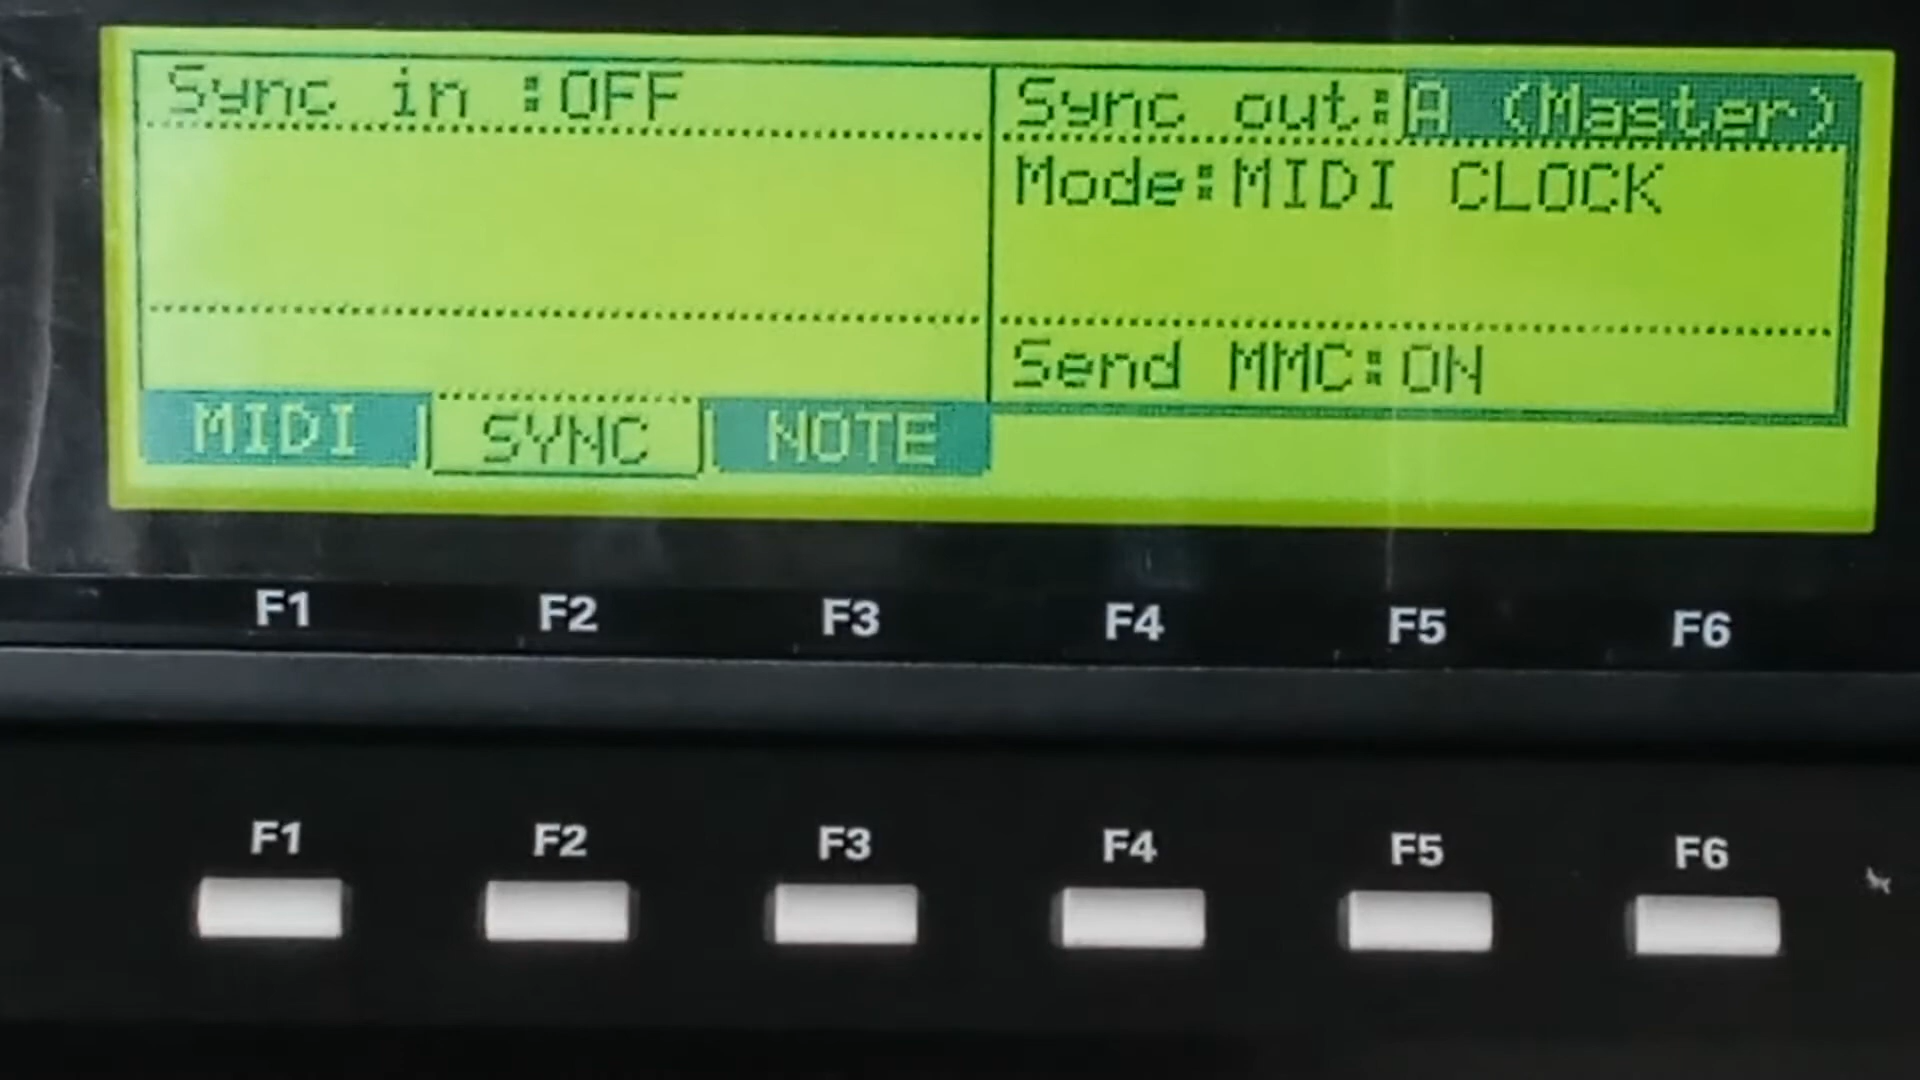 Sync in :OFF
Sync out:A (Master)
Mode:MIDI CLOCK
Send MMC:ON
MIDI SYNC NOTE
F1 F2 F3 F4 F5 F6
F1 F2 F3 F4 F5 F6